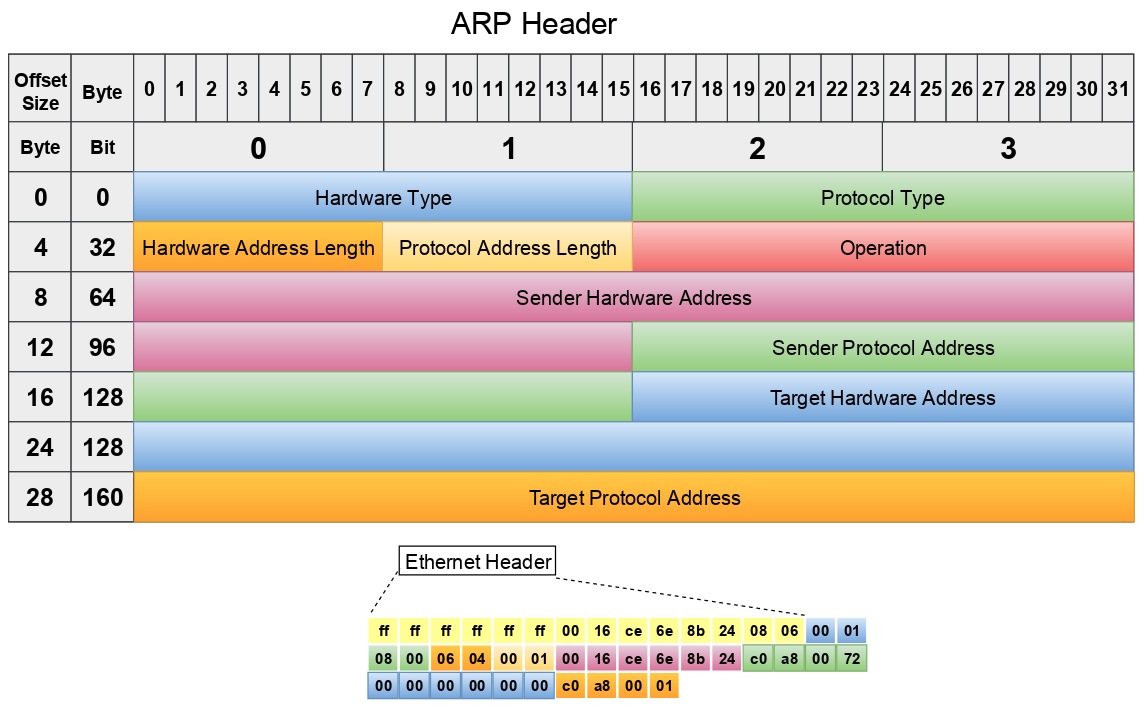 ARP Header
Offset Size Byte 0 1 2 3 4 5 6 7 8 9 10 11 12 13 14 15 16 17 18 19 20 21 22 23 24 25 26 27 28 29 30 31
Byte Bit 0 1 2 3
0 0 Hardware Type Protocol Type
4 32 Hardware Address Length Protocol Address Length Operation
8 64 Sender Hardware Address
12 96 Sender Protocol Address
16 128 Target Hardware Address
24 128
28 160 Target Protocol Address
Ethernet Header
ff ff ff ff ff ff 00 16 ce 6e 8b 24 08 06 00 01
08 00 06 04 00 01 00 16 ce 6e 8b 24 c0 a8 00 72
00 00 00 00 00 00 c0 a8 00 01